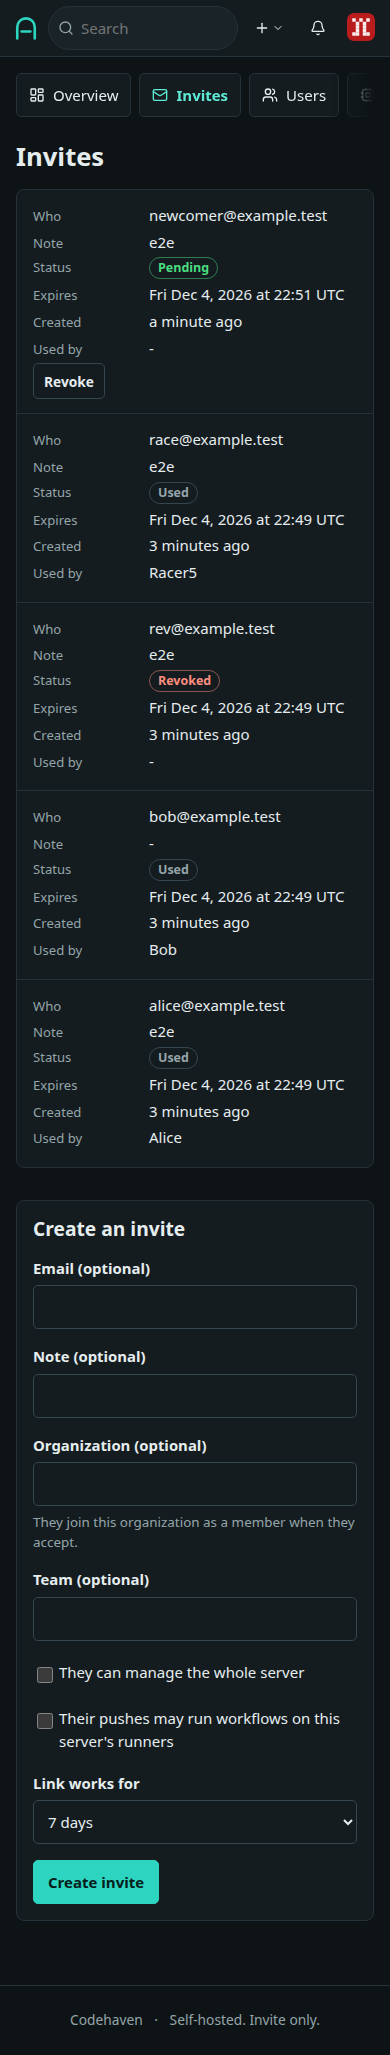 Search
Overview Invites Users
Invites
Who newcomer@example.test
Note e2e
Status Pending
Expires Fri Dec 4, 2026 at 22:51 UTC
Created a minute ago
Used by -
Revoke
Who race@example.test
Note e2e
Status Used
Expires Fri Dec 4, 2026 at 22:49 UTC
Created 3 minutes ago
Used by Racer5
Who rev@example.test
Note e2e
Status Revoked
Expires Fri Dec 4, 2026 at 22:49 UTC
Created 3 minutes ago
Used by -
Who bob@example.test
Note -
Status Used
Expires Fri Dec 4, 2026 at 22:49 UTC
Created 3 minutes ago
Used by Bob
Who alice@example.test
Note e2e
Status Used
Expires Fri Dec 4, 2026 at 22:49 UTC
Created 3 minutes ago
Used by Alice
Create an invite
Email (optional)
Note (optional)
Organization (optional)
They join this organization as a member when they
accept.
Team (optional)
They can manage the whole server
Their pushes may run workflows on this
server's runners
Link works for
7 days
Create invite
Codehaven · Self-hosted. Invite only.